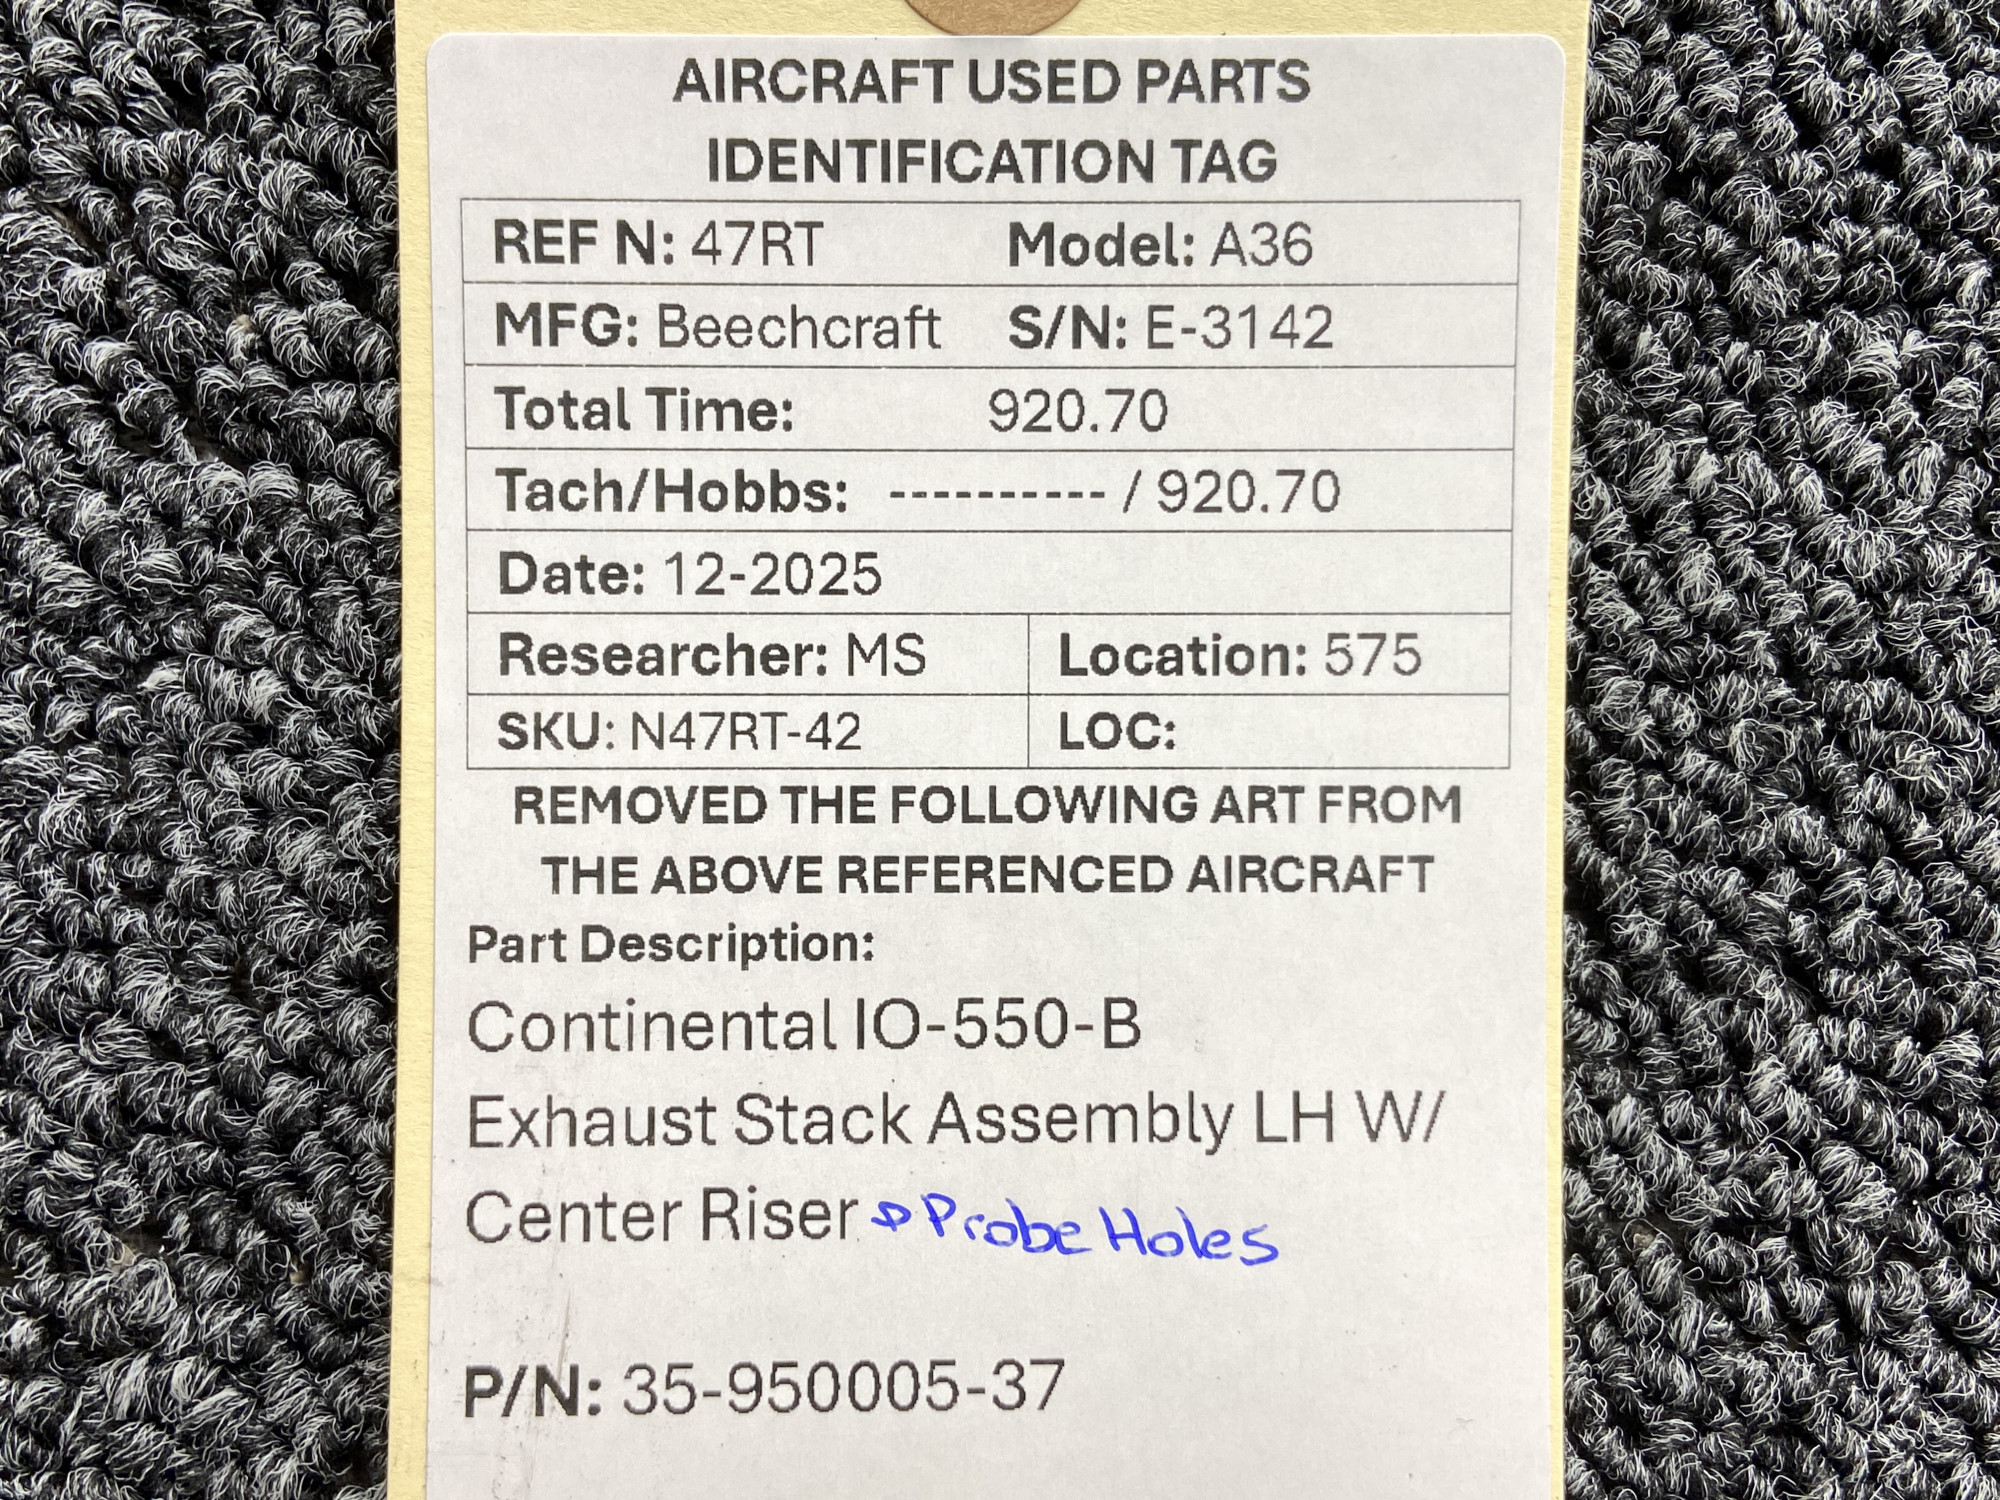 AIRCRAFT USED PARTS
IDENTIFICATION TAG
REF N: 47RT Model: A36
MFG: Beechcraft S/N: E-3142
Total Time: 920.70
Tach/Hobbs: ---------- / 920.70
Date: 12-2025
Researcher: MS Location: 575
SKU: N47RT-42 LOC:
REMOVED THE FOLLOWING ART FROM
THE ABOVE REFERENCED AIRCRAFT
Part Description:
Continental IO-550-B
Exhaust Stack Assembly LH W/
Center Riser Probe Holes
P/N: 35-950005-37